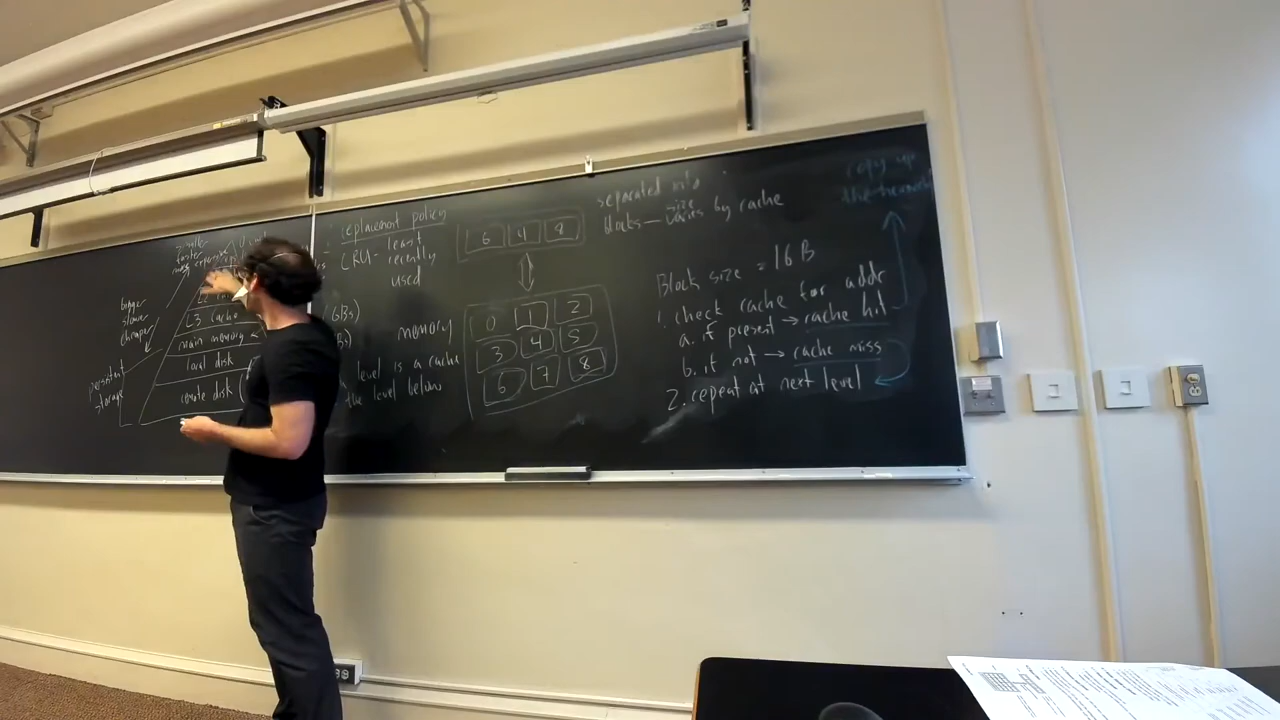 smaller
faster
more expensive
bigger
slower
cheaper
persistent
storage
L3 cache
main memory
local disk
remote disk
replacement policy
LRU - least
recently
used
(GBs)
level is a cache
the level below
6 4 8
memory
0 1 2
3 4 5
6 7 8
separated into
blocks — size varies by cache
Block size = 16 B
1. check cache for addr
a. if present → cache hit
b. if not → cache miss
2. repeat at next level
copy up